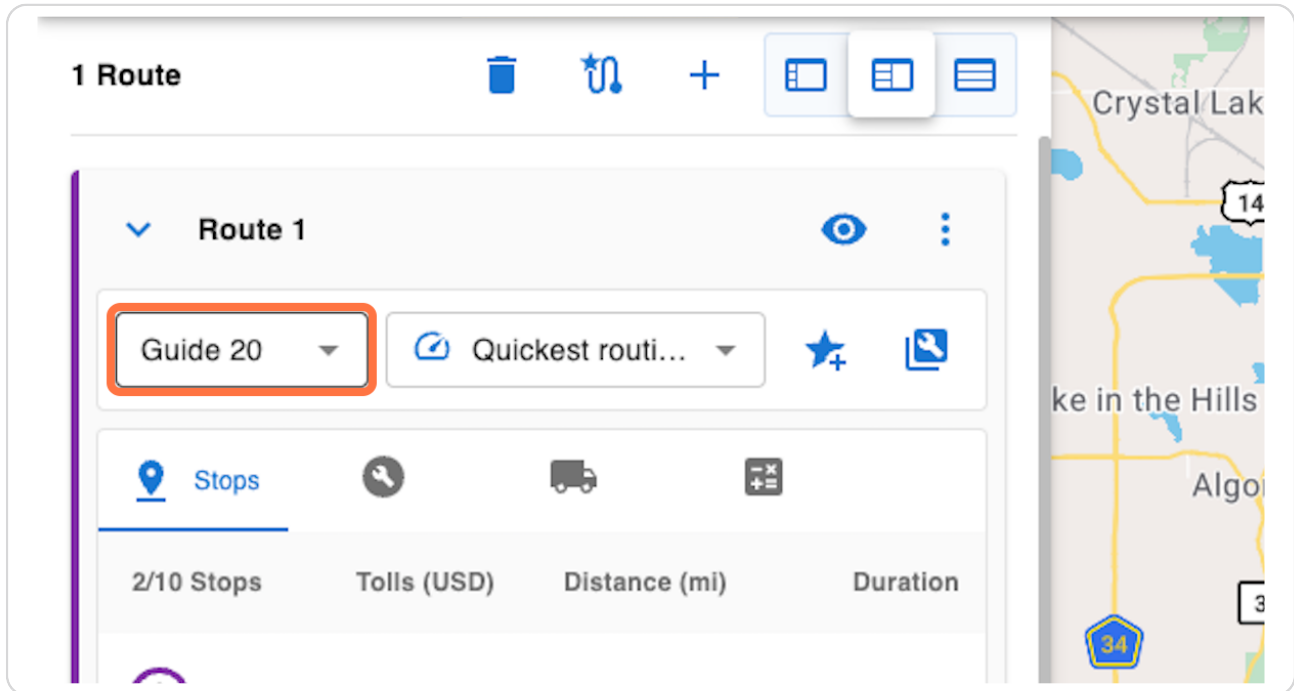 1 Route
Crystal Lak
14
Route 1
Guide 20
Quickest routi...
ke in the Hills
Stops
Algo
2/10 Stops
Tolls (USD)
Distance (mi)
Duration
3
34